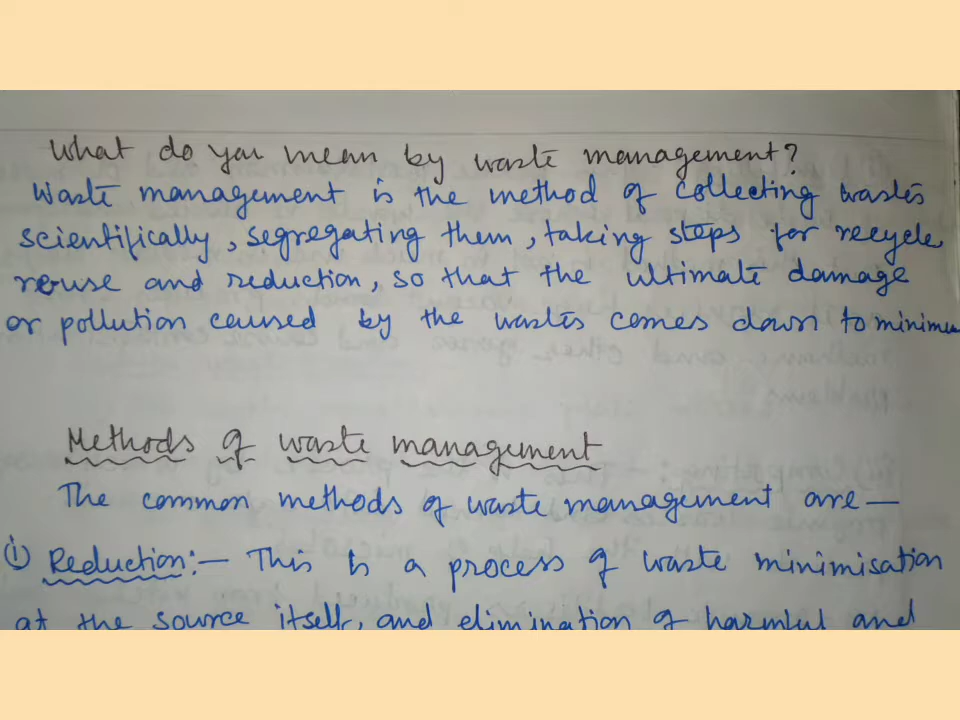 What do you mean by waste management?
Waste management is the method of collecting wastes
scientifically, segregating them, taking steps for recycle,
reuse and reduction, so that the ultimate damage
or pollution caused by the wastes comes down to minimu
Methods of waste management
The common methods of waste management are —
(i) Reduction:— This is a process of waste minimisation
at the source itself, and elimination of harmful and